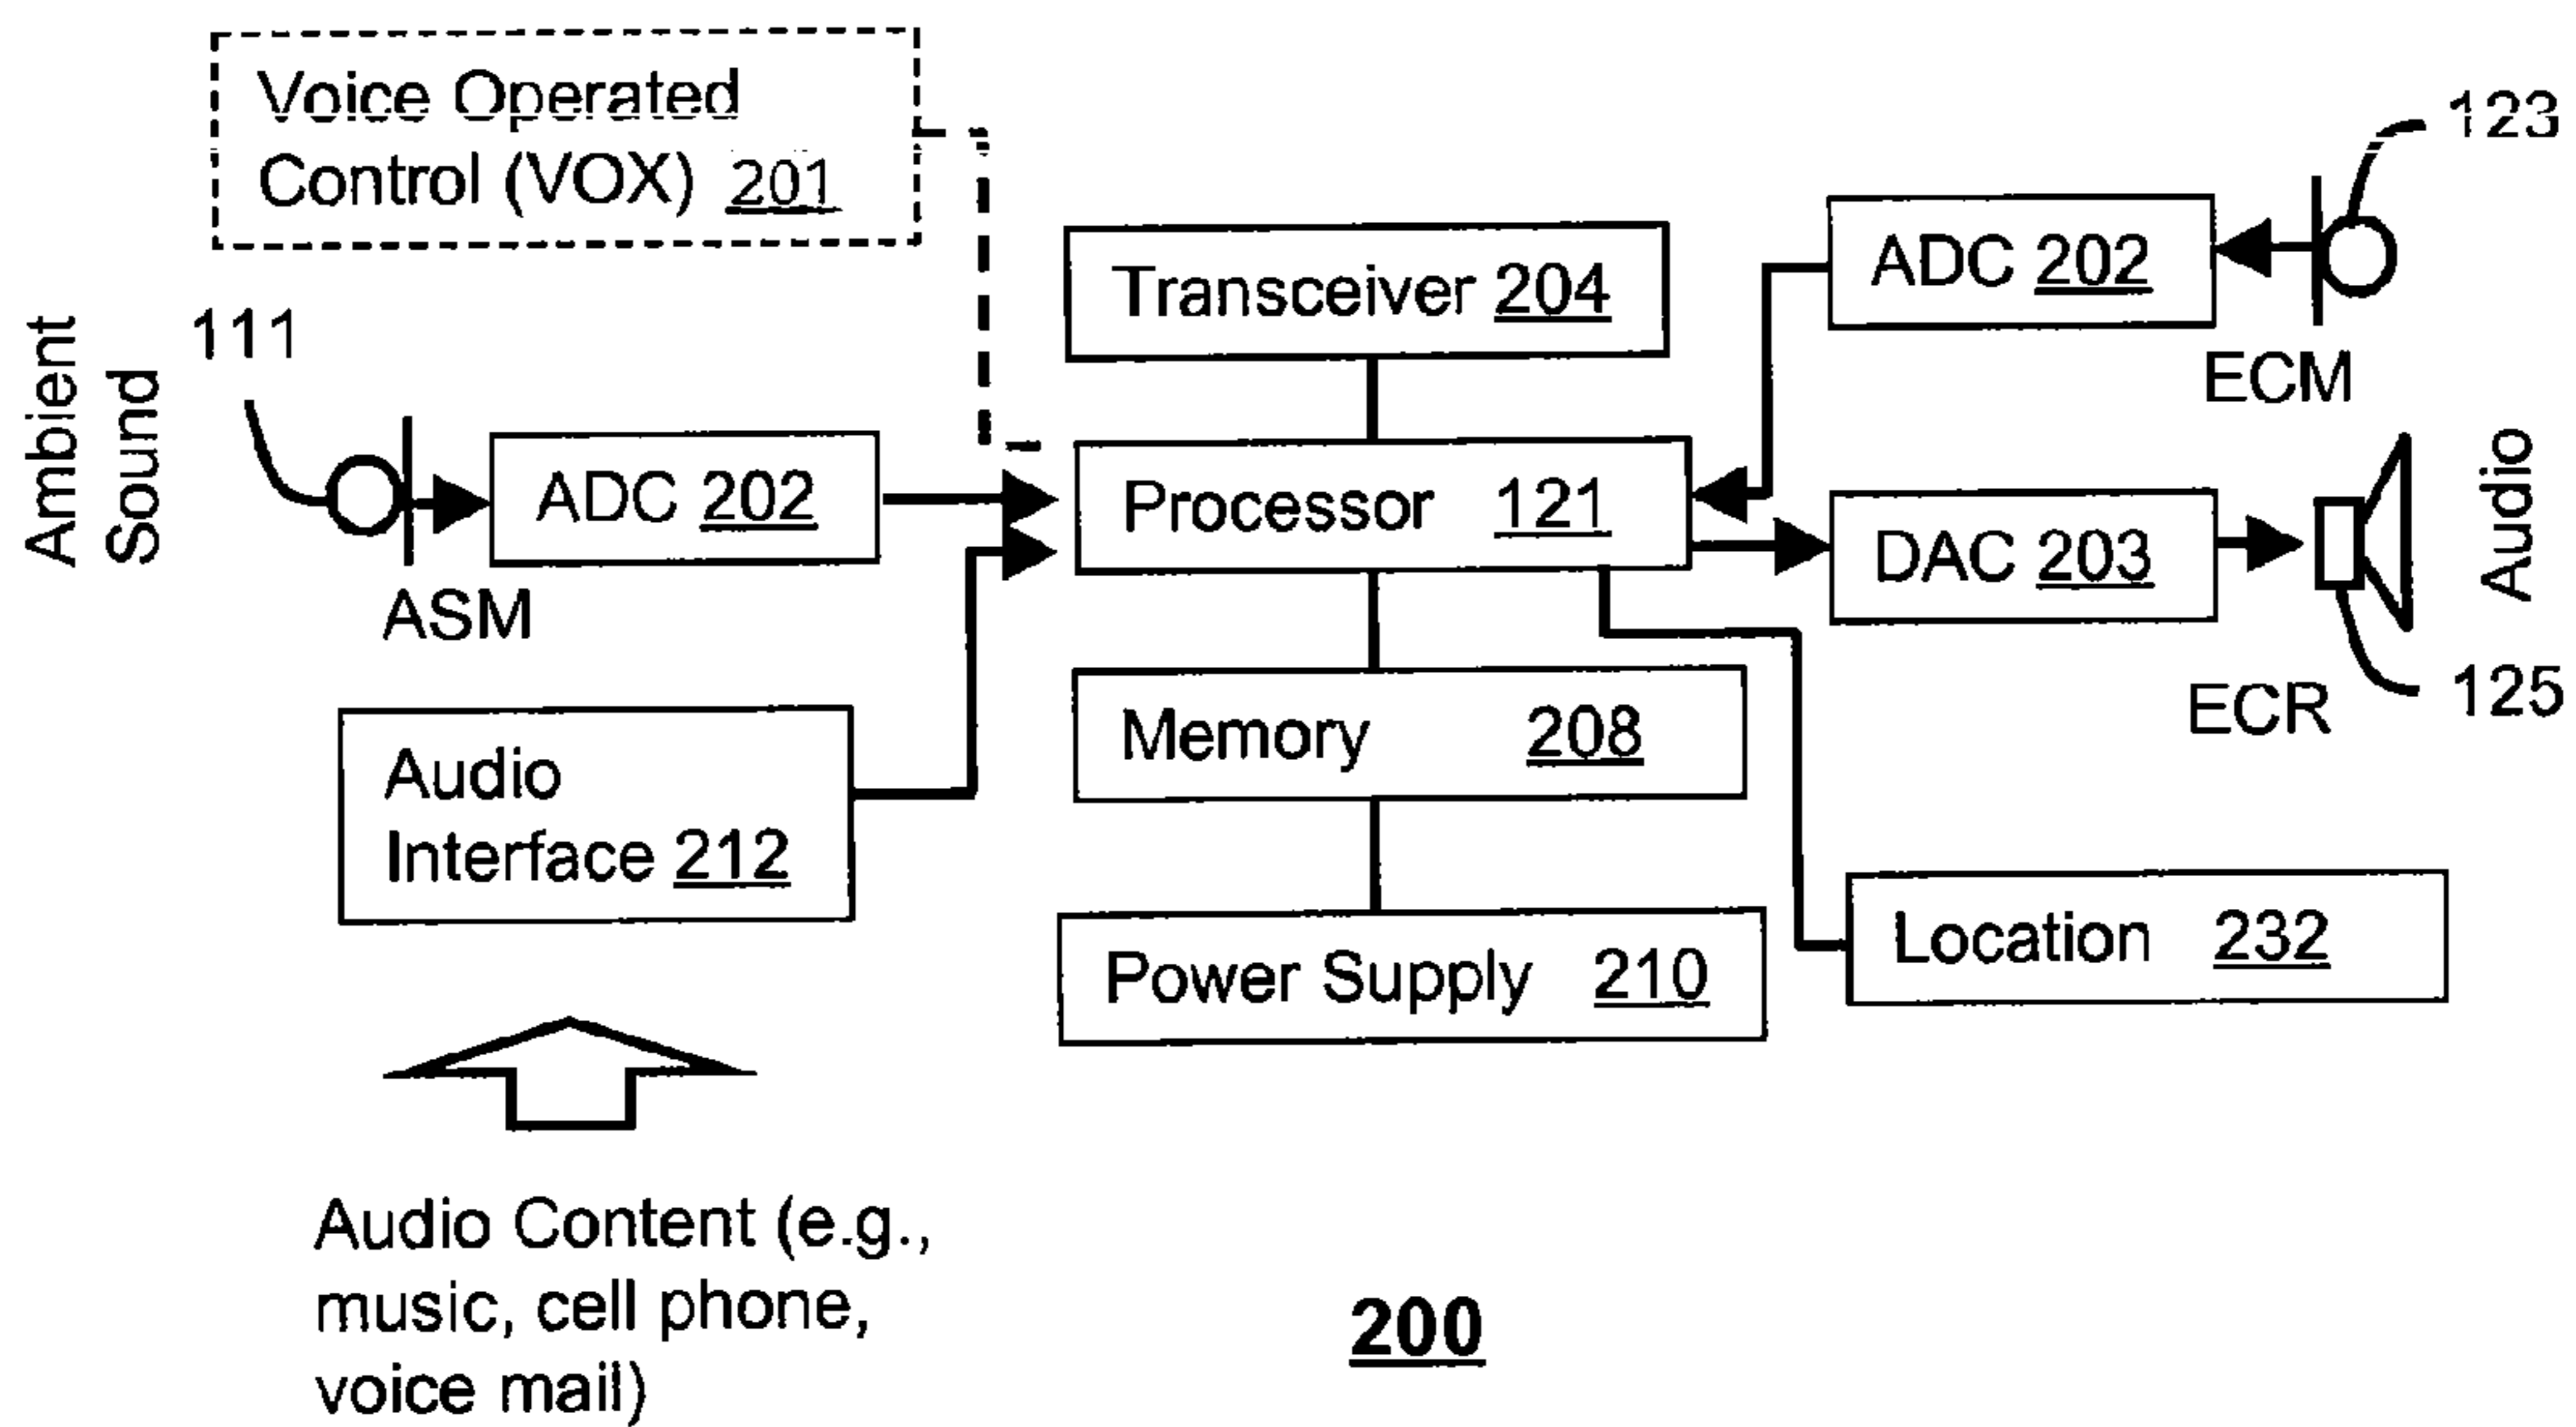 Voice Operated
Control (VOX) 201
123
Transceiver 204
ADC 202
ECM
Ambient
Sound
111
ADC 202
ASM
Processor 121
DAC 203
Audio
ECR
125
Audio
Interface 212
Memory 208
Power Supply 210
Location 232
Audio Content (e.g.,
music, cell phone,
voice mail)
200